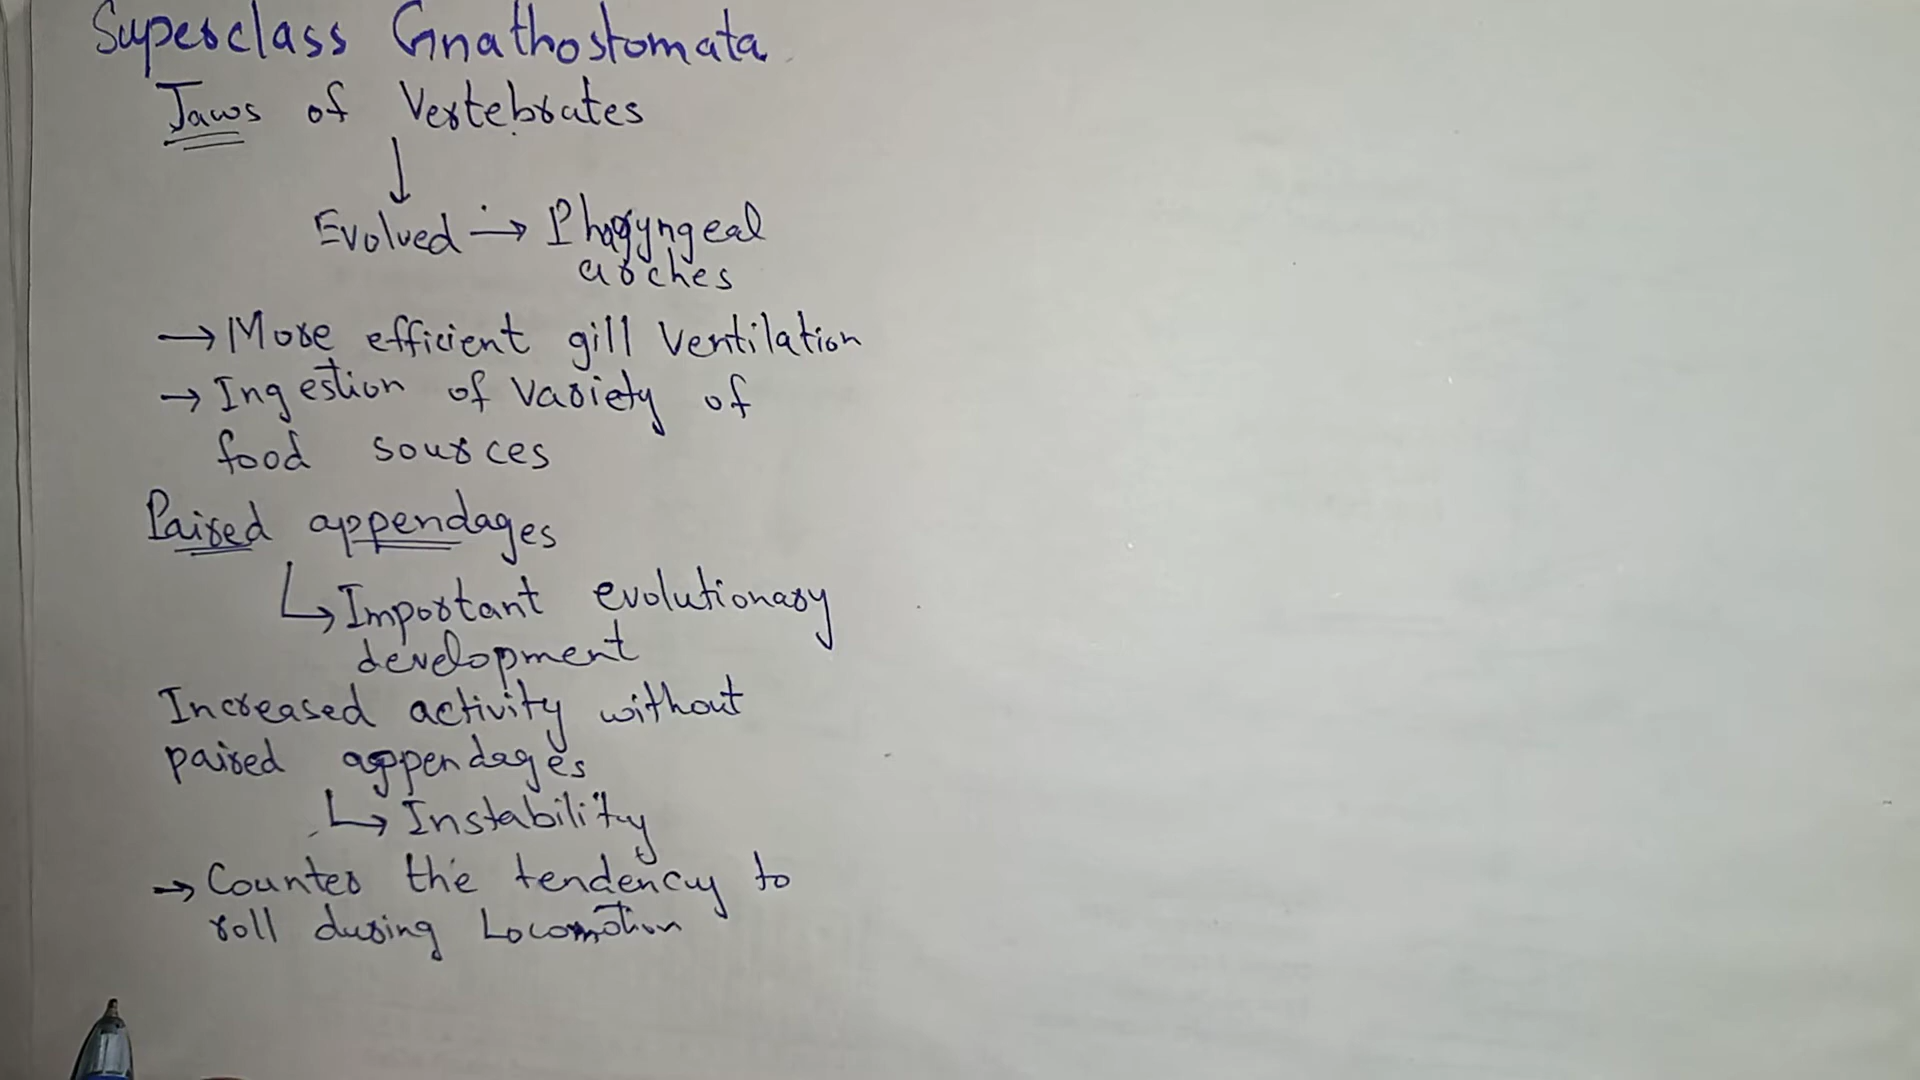 Superclass Gnathostomata
Jaws of Vertebrates
↓
Evolved → Pharyngeal
arches
→ More efficient gill Ventilation
→ Ingestion of Variety of
food sources
Paired appendages
↳ Important evolutionary
development
Increased activity without
paired appendages
↳ Instability
→ Counter the tendency to
roll during Locomotion